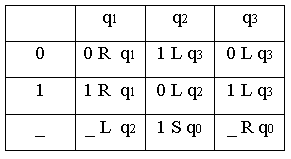 q1 q2 q3
0 0 R q1 1 L q3 0 L q3
1 1 R q1 0 L q2 1 L q3
_ _ L q2 1 S q0 _ R q0